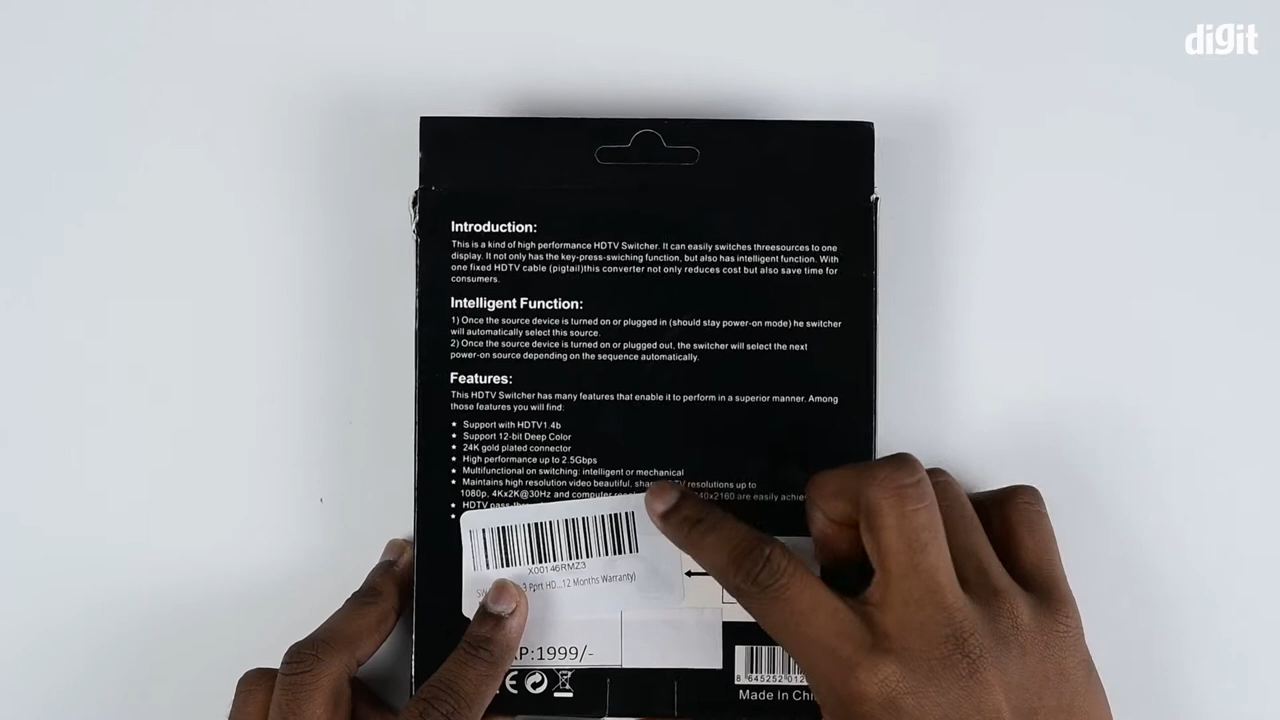 digit
Introduction:
This is a kind of high performance HDTV Switcher. It can easily switches threesources to one
display. It not only has the key-press-swiching function, but also has intelligent function. With
one fixed HDTV cable (pigtail)this converter not only reduces cost but also save time for
consumers.
Intelligent Function:
1) Once the source device is turned on or plugged in (should stay power-on mode) he switcher
will automatically select this source.
2) Once the source device is turned on or plugged out, the switcher will select the next
power-on source depending on the sequence automatically.
Features:
This HDTV Switcher has many features that enable it to perform in a superior manner. Among
those features you will find:
★ Support with HDTV1.4b
★ Support 12-bit Deep Color
★ 24K gold plated connector
★ High performance up to 2.5Gbps
★ Multifunctional on switching: intelligent or mechanical
★ Maintains high resolution video beautiful, resolutions up to
1080p, 4Kx2K@30Hz and computer are easily
★ HDTV
★
X00146RMZ3
3 Pprt HD...12 Months Warranty)
P:1999/-
8 645252 012
Made In